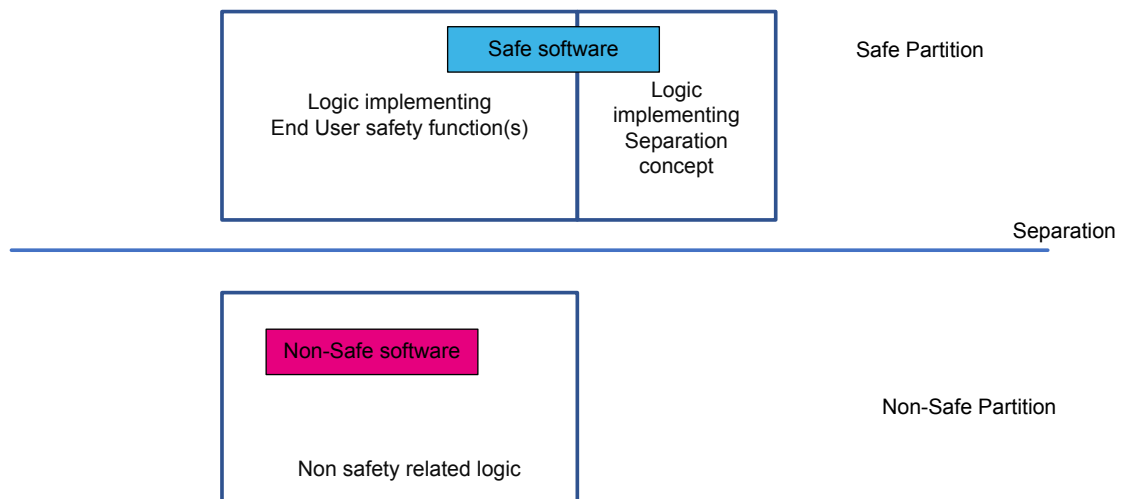 Safe software
Safe Partition
Logic implementing
End User safety function(s)
Logic
implementing
Separation
concept
Separation
Non-Safe software
Non-Safe Partition
Non safety related logic